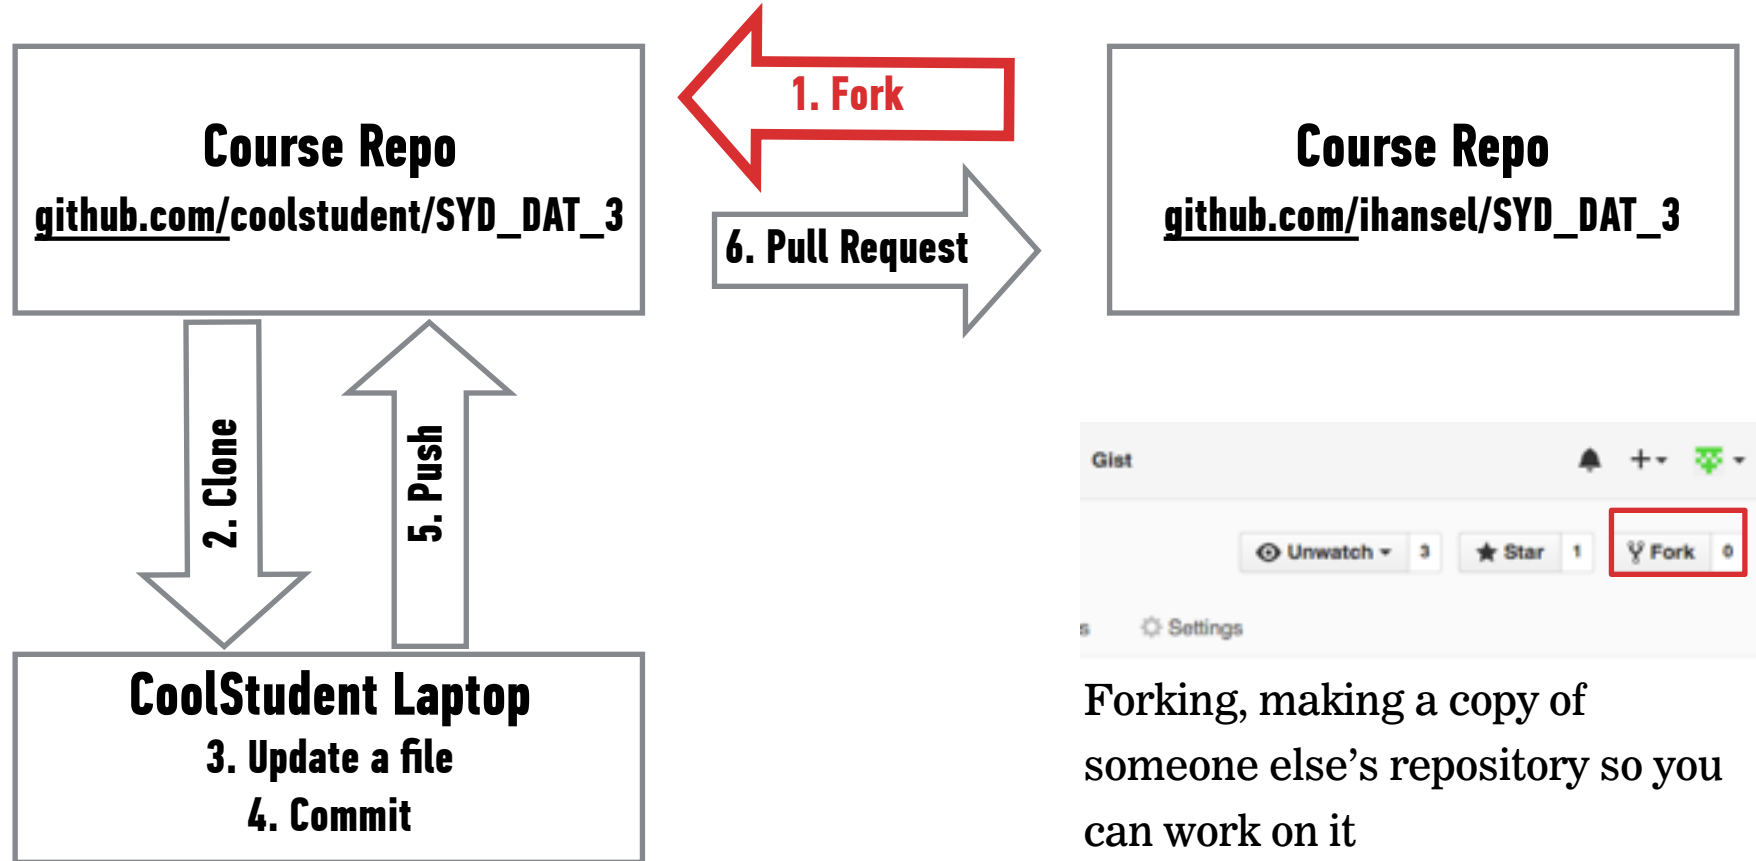 Course Repo
github.com/coolstudent/SYD_DAT_3
1. Fork
6. Pull Request
Course Repo
github.com/ihansel/SYD_DAT_3
2. Clone
5. Push
CoolStudent Laptop
3. Update a file
4. Commit
Gist
Unwatch 3 Star 1 Fork 0
s Settings
Forking, making a copy of
someone else’s repository so you
can work on it